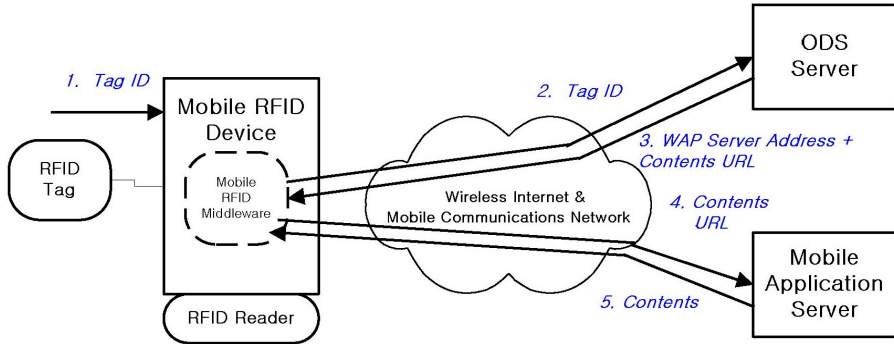 1. Tag ID
Mobile RFID
Device
RFID
Tag
Mobile
RFID
Middleware
RFID Reader
2. Tag ID
ODS
Server
3. WAP Server Address +
Contents URL
Wireless Internet &
Mobile Communications Network
4. Contents
URL
5. Contents
Mobile
Application
Server